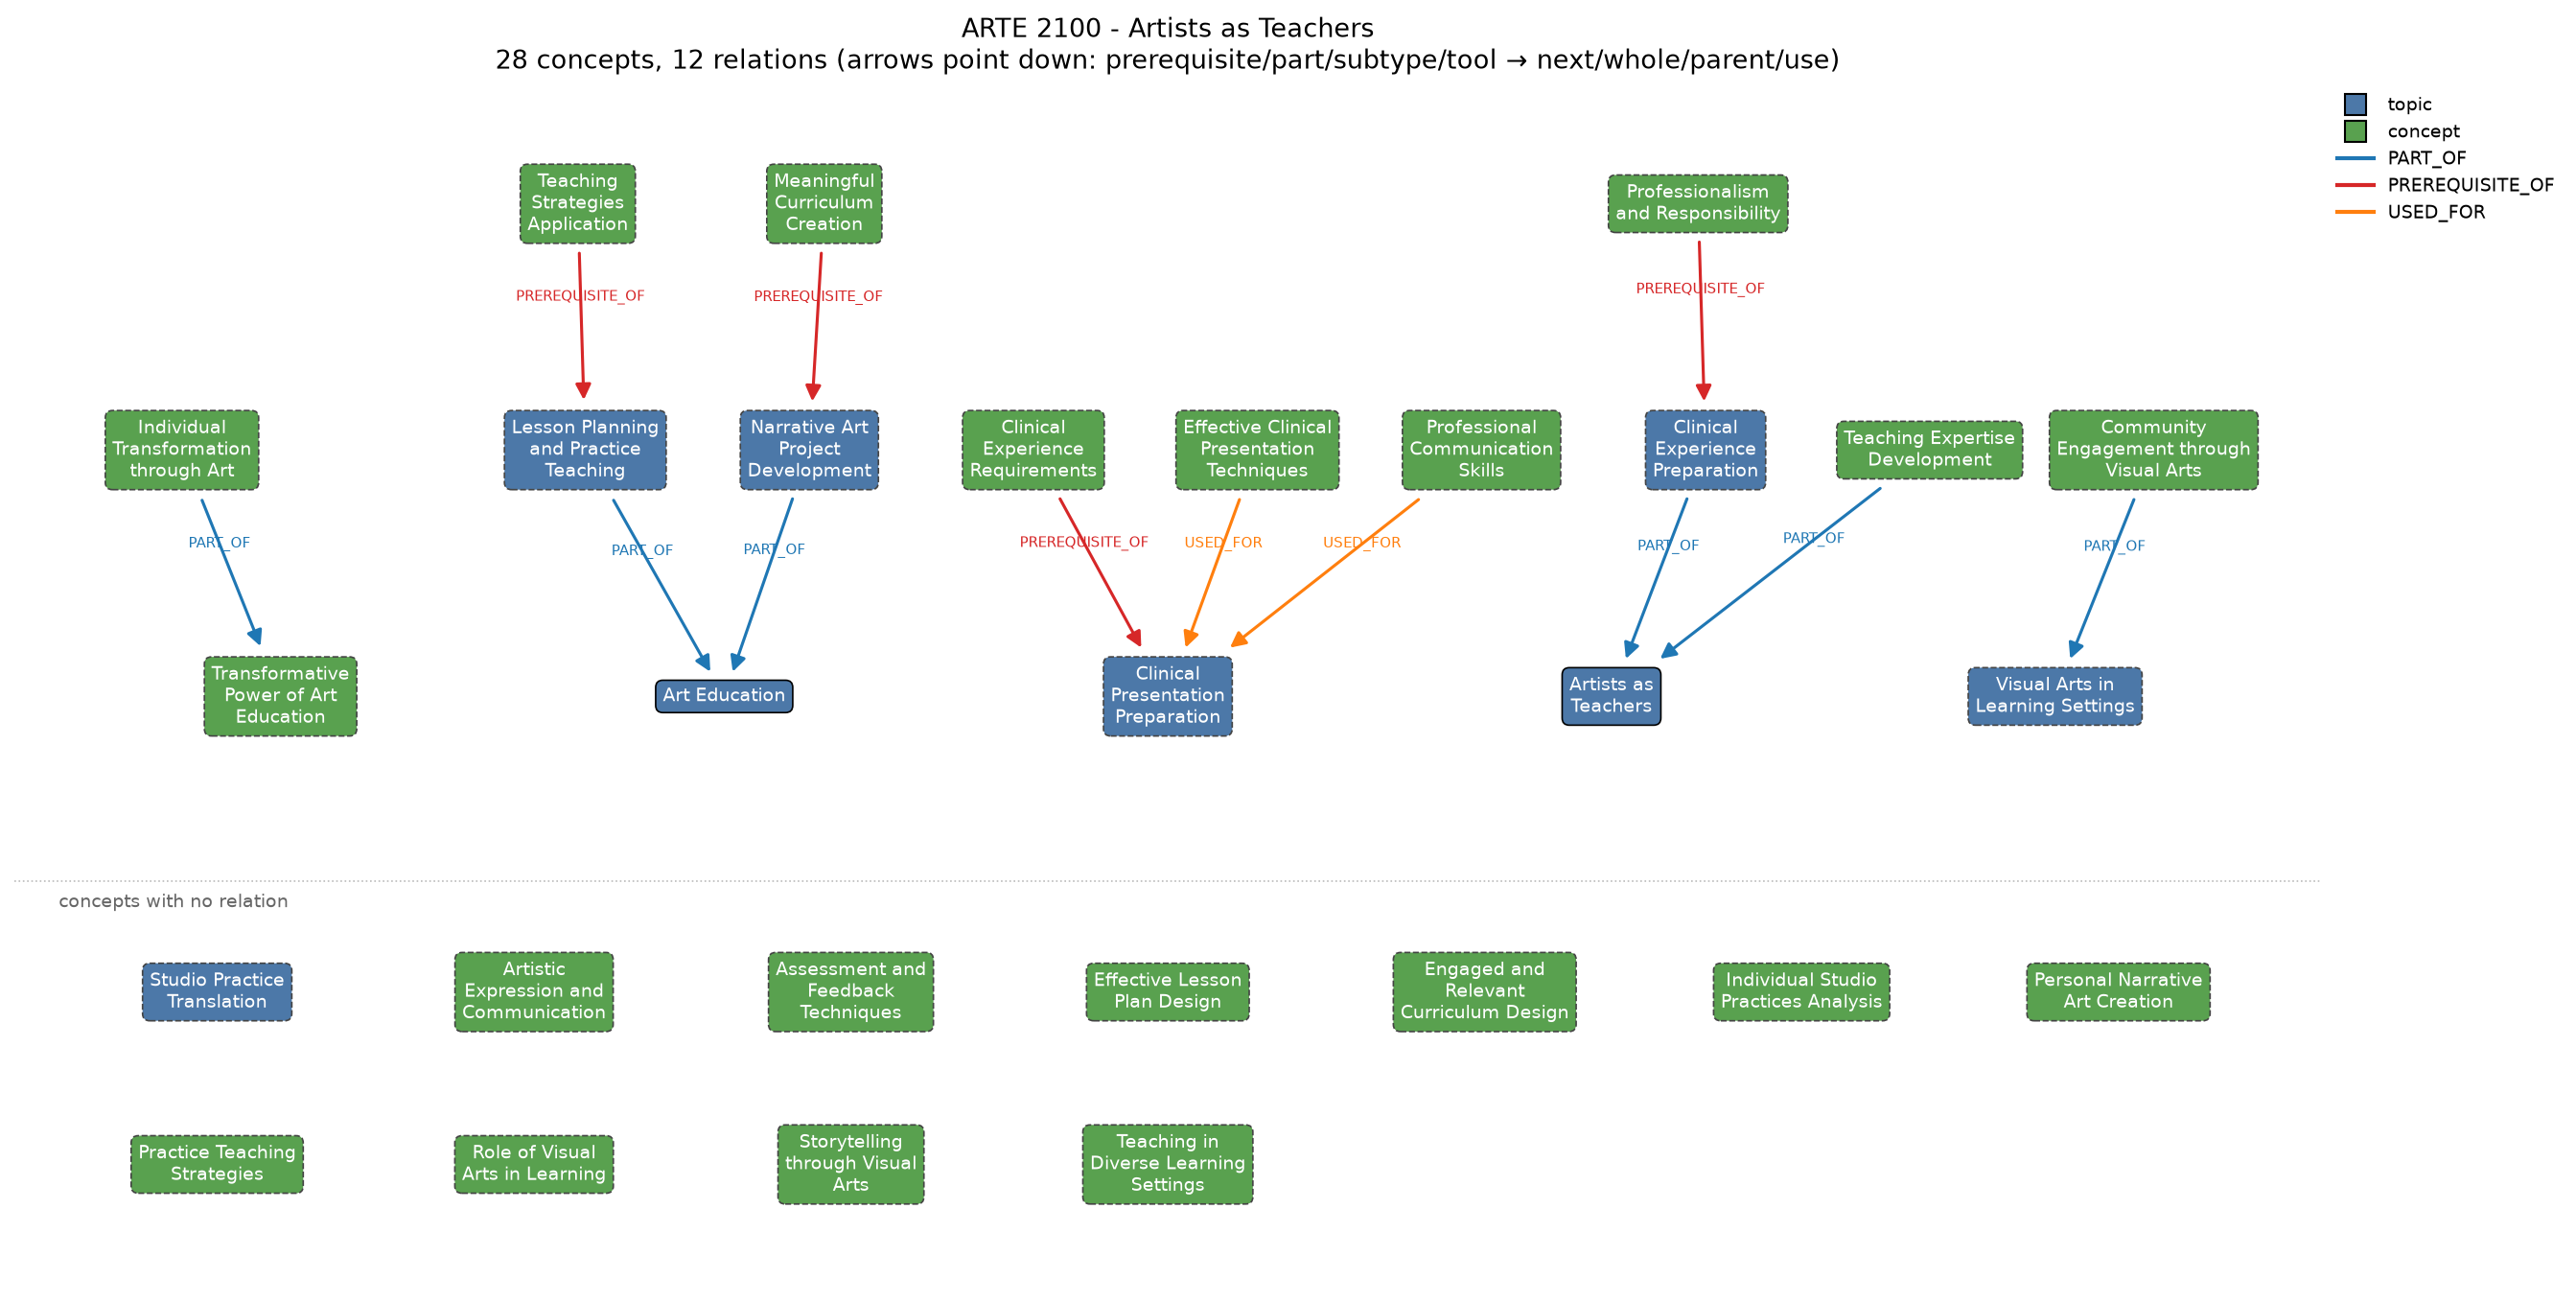 ARTE 2100 - Artists as Teachers
28 concepts, 12 relations (arrows point down: prerequisite/part/subtype/tool → next/whole/parent/use)
topic
concept
PART_OF
PREREQUISITE_OF
USED_FOR
Teaching
Strategies
Application
Meaningful
Curriculum
Creation
Professionalism
and Responsibility
PREREQUISITE_OF
PREREQUISITE_OF
PREREQUISITE_OF
Individual
Transformation
through Art
Lesson Planning
and Practice
Teaching
Narrative Art
Project
Development
Clinical
Experience
Requirements
Effective Clinical
Presentation
Techniques
Professional
Communication
Skills
Clinical
Experience
Preparation
Teaching Expertise
Development
Community
Engagement through
Visual Arts
PART_OF
PART_OF
PART_OF
PREREQUISITE_OF
USED_FOR
USED_FOR
PART_OF
PART_OF
PART_OF
Transformative
Power of Art
Education
Art Education
Clinical
Presentation
Preparation
Artists as
Teachers
Visual Arts in
Learning Settings
concepts with no relation
Studio Practice
Translation
Artistic
Expression and
Communication
Assessment and
Feedback
Techniques
Effective Lesson
Plan Design
Engaged and
Relevant
Curriculum Design
Individual Studio
Practices Analysis
Personal Narrative
Art Creation
Practice Teaching
Strategies
Role of Visual
Arts in Learning
Storytelling
through Visual
Arts
Teaching in
Diverse Learning
Settings